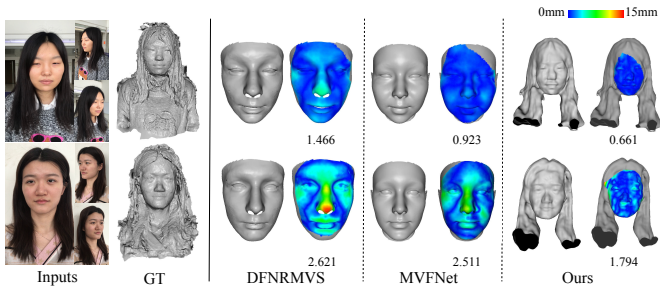 0mm 15mm
1.466 0.923 0.661
2.621 2.511 1.794
Inputs GT DFNRMVS MVFNet Ours